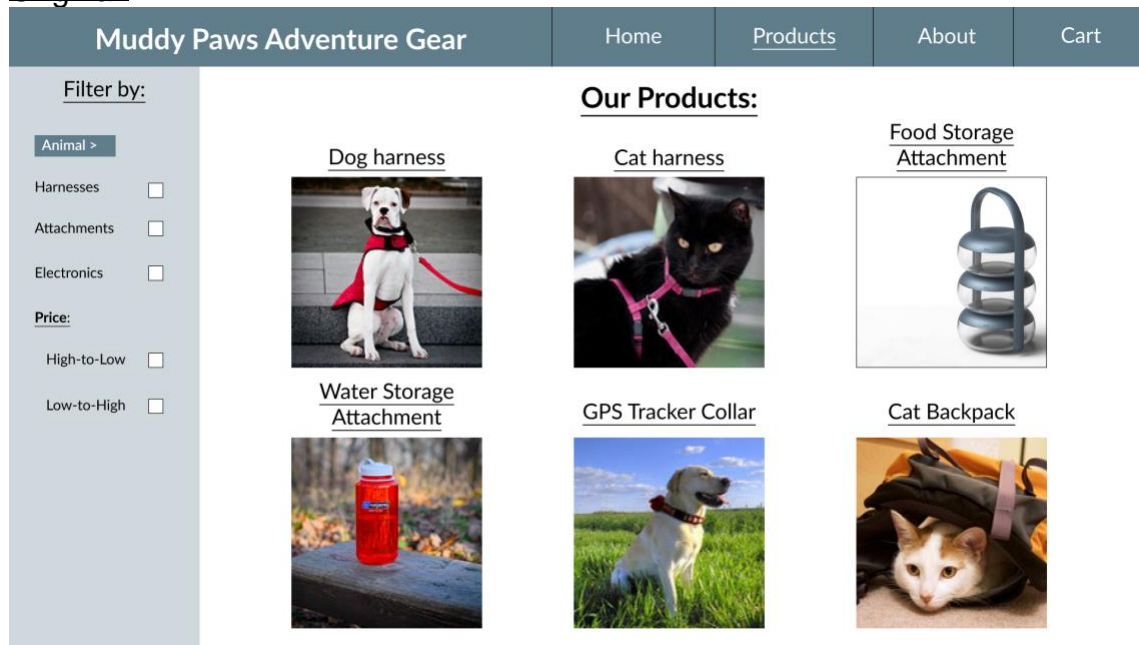 Muddy Paws Adventure Gear
Home
Products
About
Cart
Filter by:
Animal >
Harnesses
Attachments
Electronics
Price:
High-to-Low
Low-to-High
Our Products:
Dog harness
Cat harness
Food Storage
Attachment
Water Storage
Attachment
GPS Tracker Collar
Cat Backpack